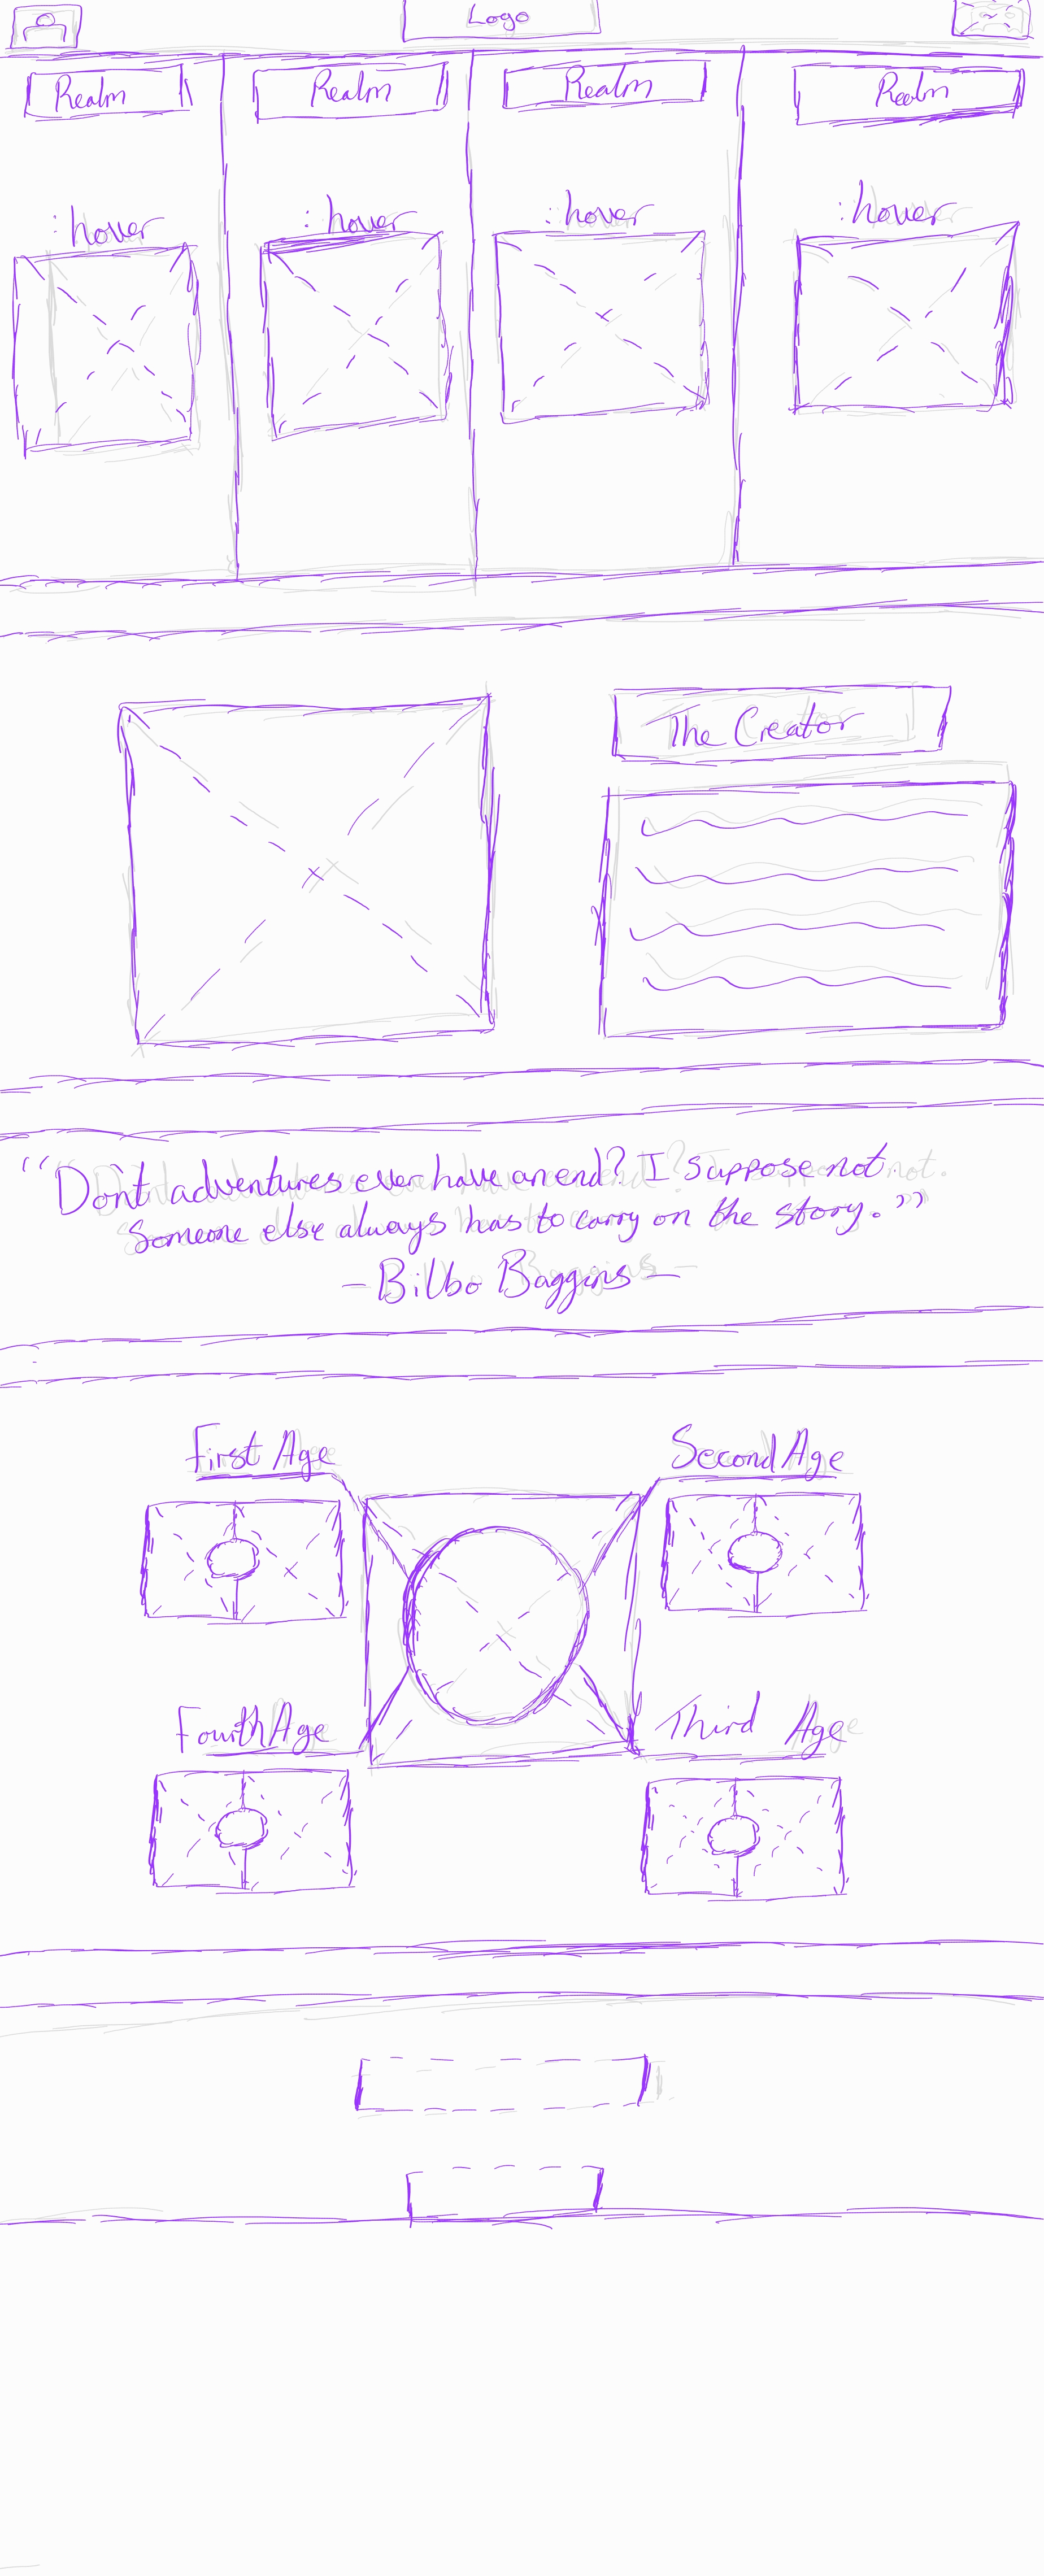 Logo
Realm Realm Realm Realm
:hover :hover :hover :hover
The Creator
"Don't adventures ever have an end? I suppose not.
Someone else always has to carry on the story."
- Bilbo Baggins -
First Age Second Age
Fourth Age Third Age